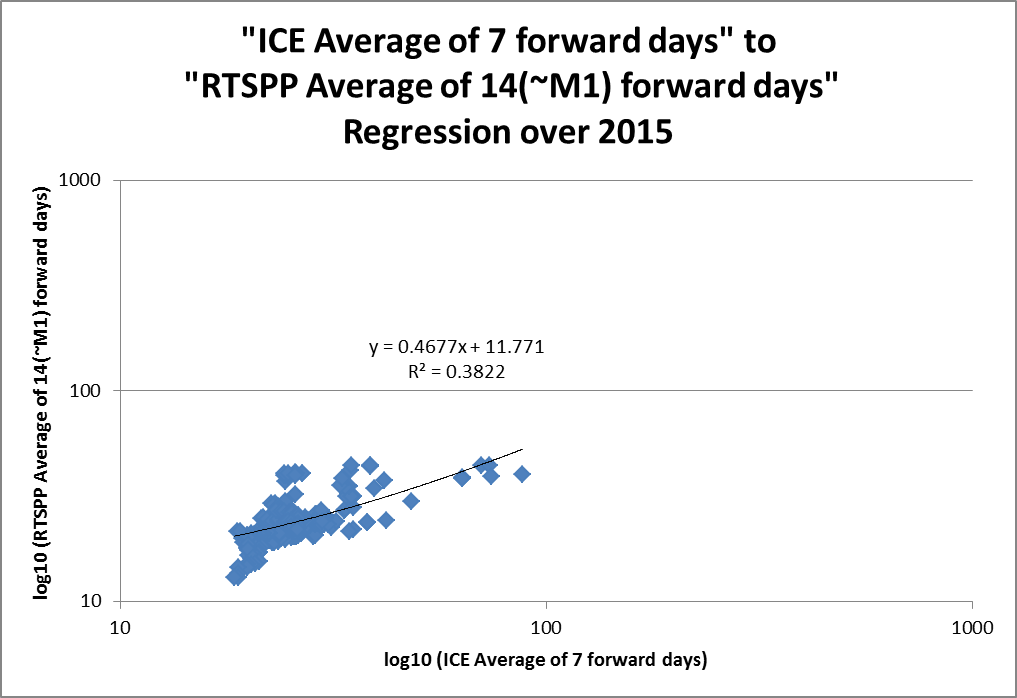 "ICE Average of 7 forward days" to
"RTSPP Average of 14(~M1) forward days"
Regression over 2015
1000
log10 (RTSPP Average of 14(~M1) forward days)
y = 0.4677x + 11.771
R² = 0.3822
100
10
10
100
1000
log10 (ICE Average of 7 forward days)